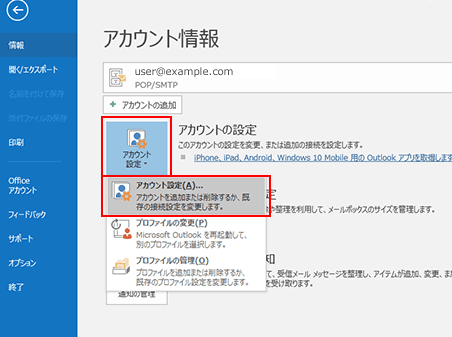 情報
開く/エクスポート
名前を付けて保存
添付ファイルの保存
印刷
Office
アカウント
フィードバック
サポート
オプション
終了
アカウント情報
user@example.com
POP/SMTP
+ アカウントの追加
アカウント
設定
アカウントの設定
このアカウントの設定を変更、または追加の接続を設定します。
iPhone、iPad、Android、Windows 10 Mobile 用の Outlook アプリを取得します
アカウント設定(A)...
アカウントを追加または削除するか、既
存の接続設定を変更します。
定
や整理を利用して、メールボックスのサイズを管理します。
プロファイルの変更(P)
Microsoft Outlook を再起動して、
別のプロファイルを選択します。
プロファイルの管理(O)
プロファイルを追加または削除するか、
既存のプロファイル設定を変更します。
知
て、受信メール メッセージを整理し、アイテムが追加、変更、ま
を受け取ります。
通知の管理